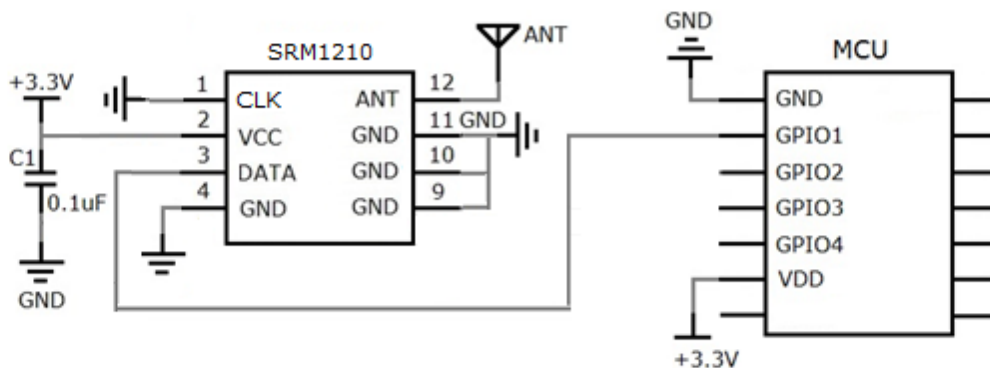 SRM1210
ANT
GND
MCU
+3.3V
1
CLK
ANT
12
GND
2
VCC
GND
11
GND
GPIO1
C1
3
DATA
GND
10
GPIO2
0.1uF
4
GND
GND
9
GPIO3
GPIO4
GND
VDD
+3.3V